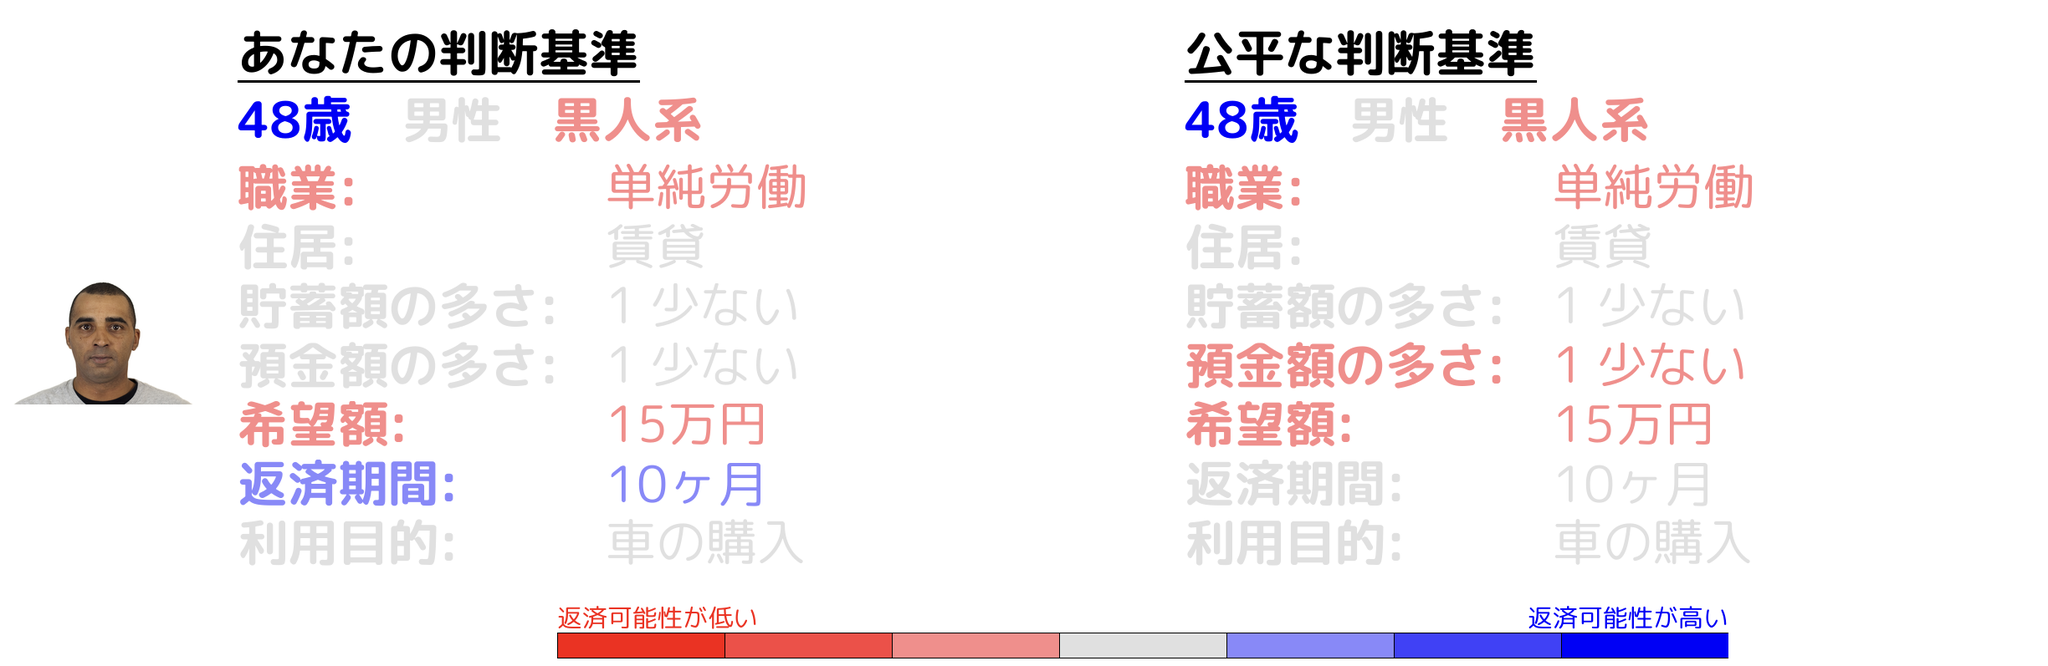 あなたの判断基準
48歳 男性 黒人系
職業: 単純労働
住居: 賃貸
貯蓄額の多さ: 1 少ない
預金額の多さ: 1 少ない
希望額: 15万円
返済期間: 10ヶ月
利用目的: 車の購入
公平な判断基準
48歳 男性 黒人系
職業: 単純労働
住居: 賃貸
貯蓄額の多さ: 1 少ない
預金額の多さ: 1 少ない
希望額: 15万円
返済期間: 10ヶ月
利用目的: 車の購入
返済可能性が低い
返済可能性が高い